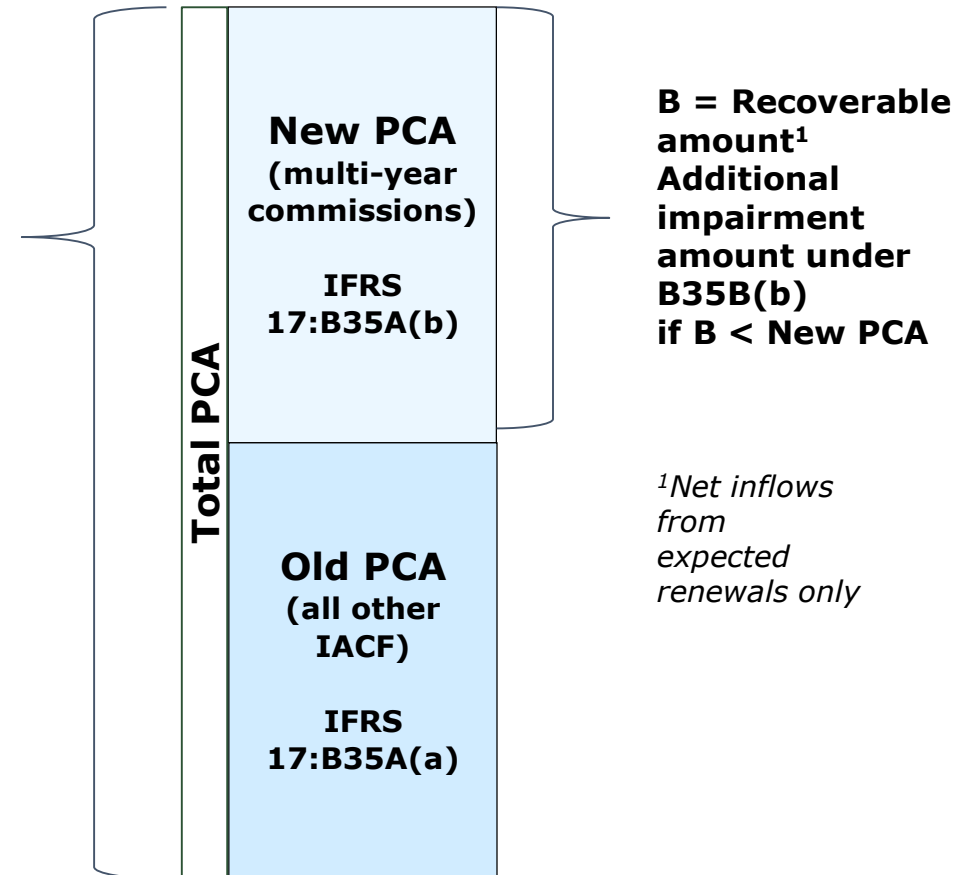 Total PCA
New PCA
(multi-year
commissions)
IFRS
17:B35A(b)
Old PCA
(all other
IACF)
IFRS
17:B35A(a)
B = Recoverable
amount¹
Additional
impairment
amount under
B35B(b)
if B < New PCA
¹Net inflows
from
expected
renewals only